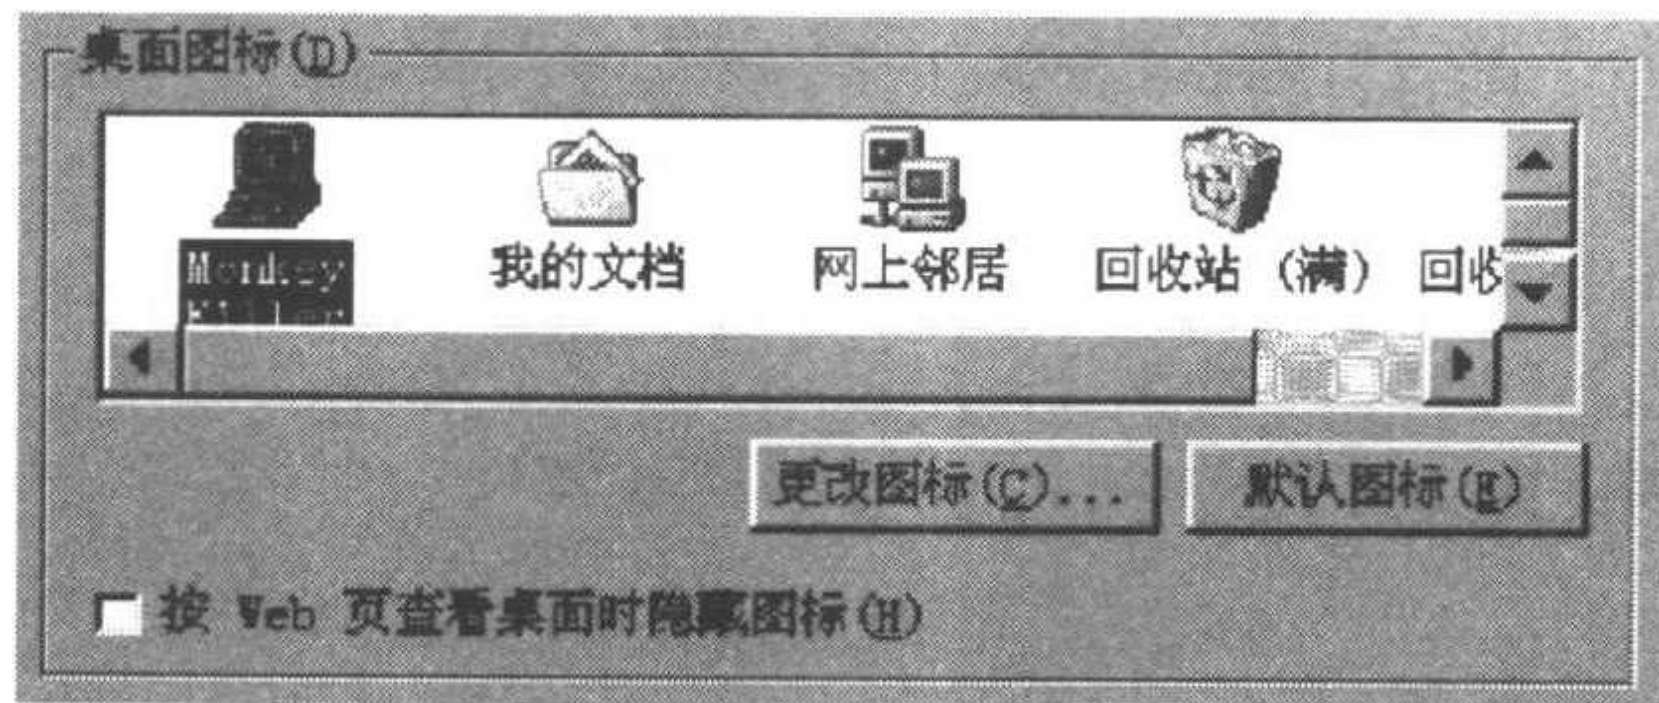 桌面图标(D)
Monkey 我的文档 网上邻居 回收站 (满) 回收
Killer
更改图标(C)... 默认图标(E)
按 Web 页查看桌面时隐藏图标(H)